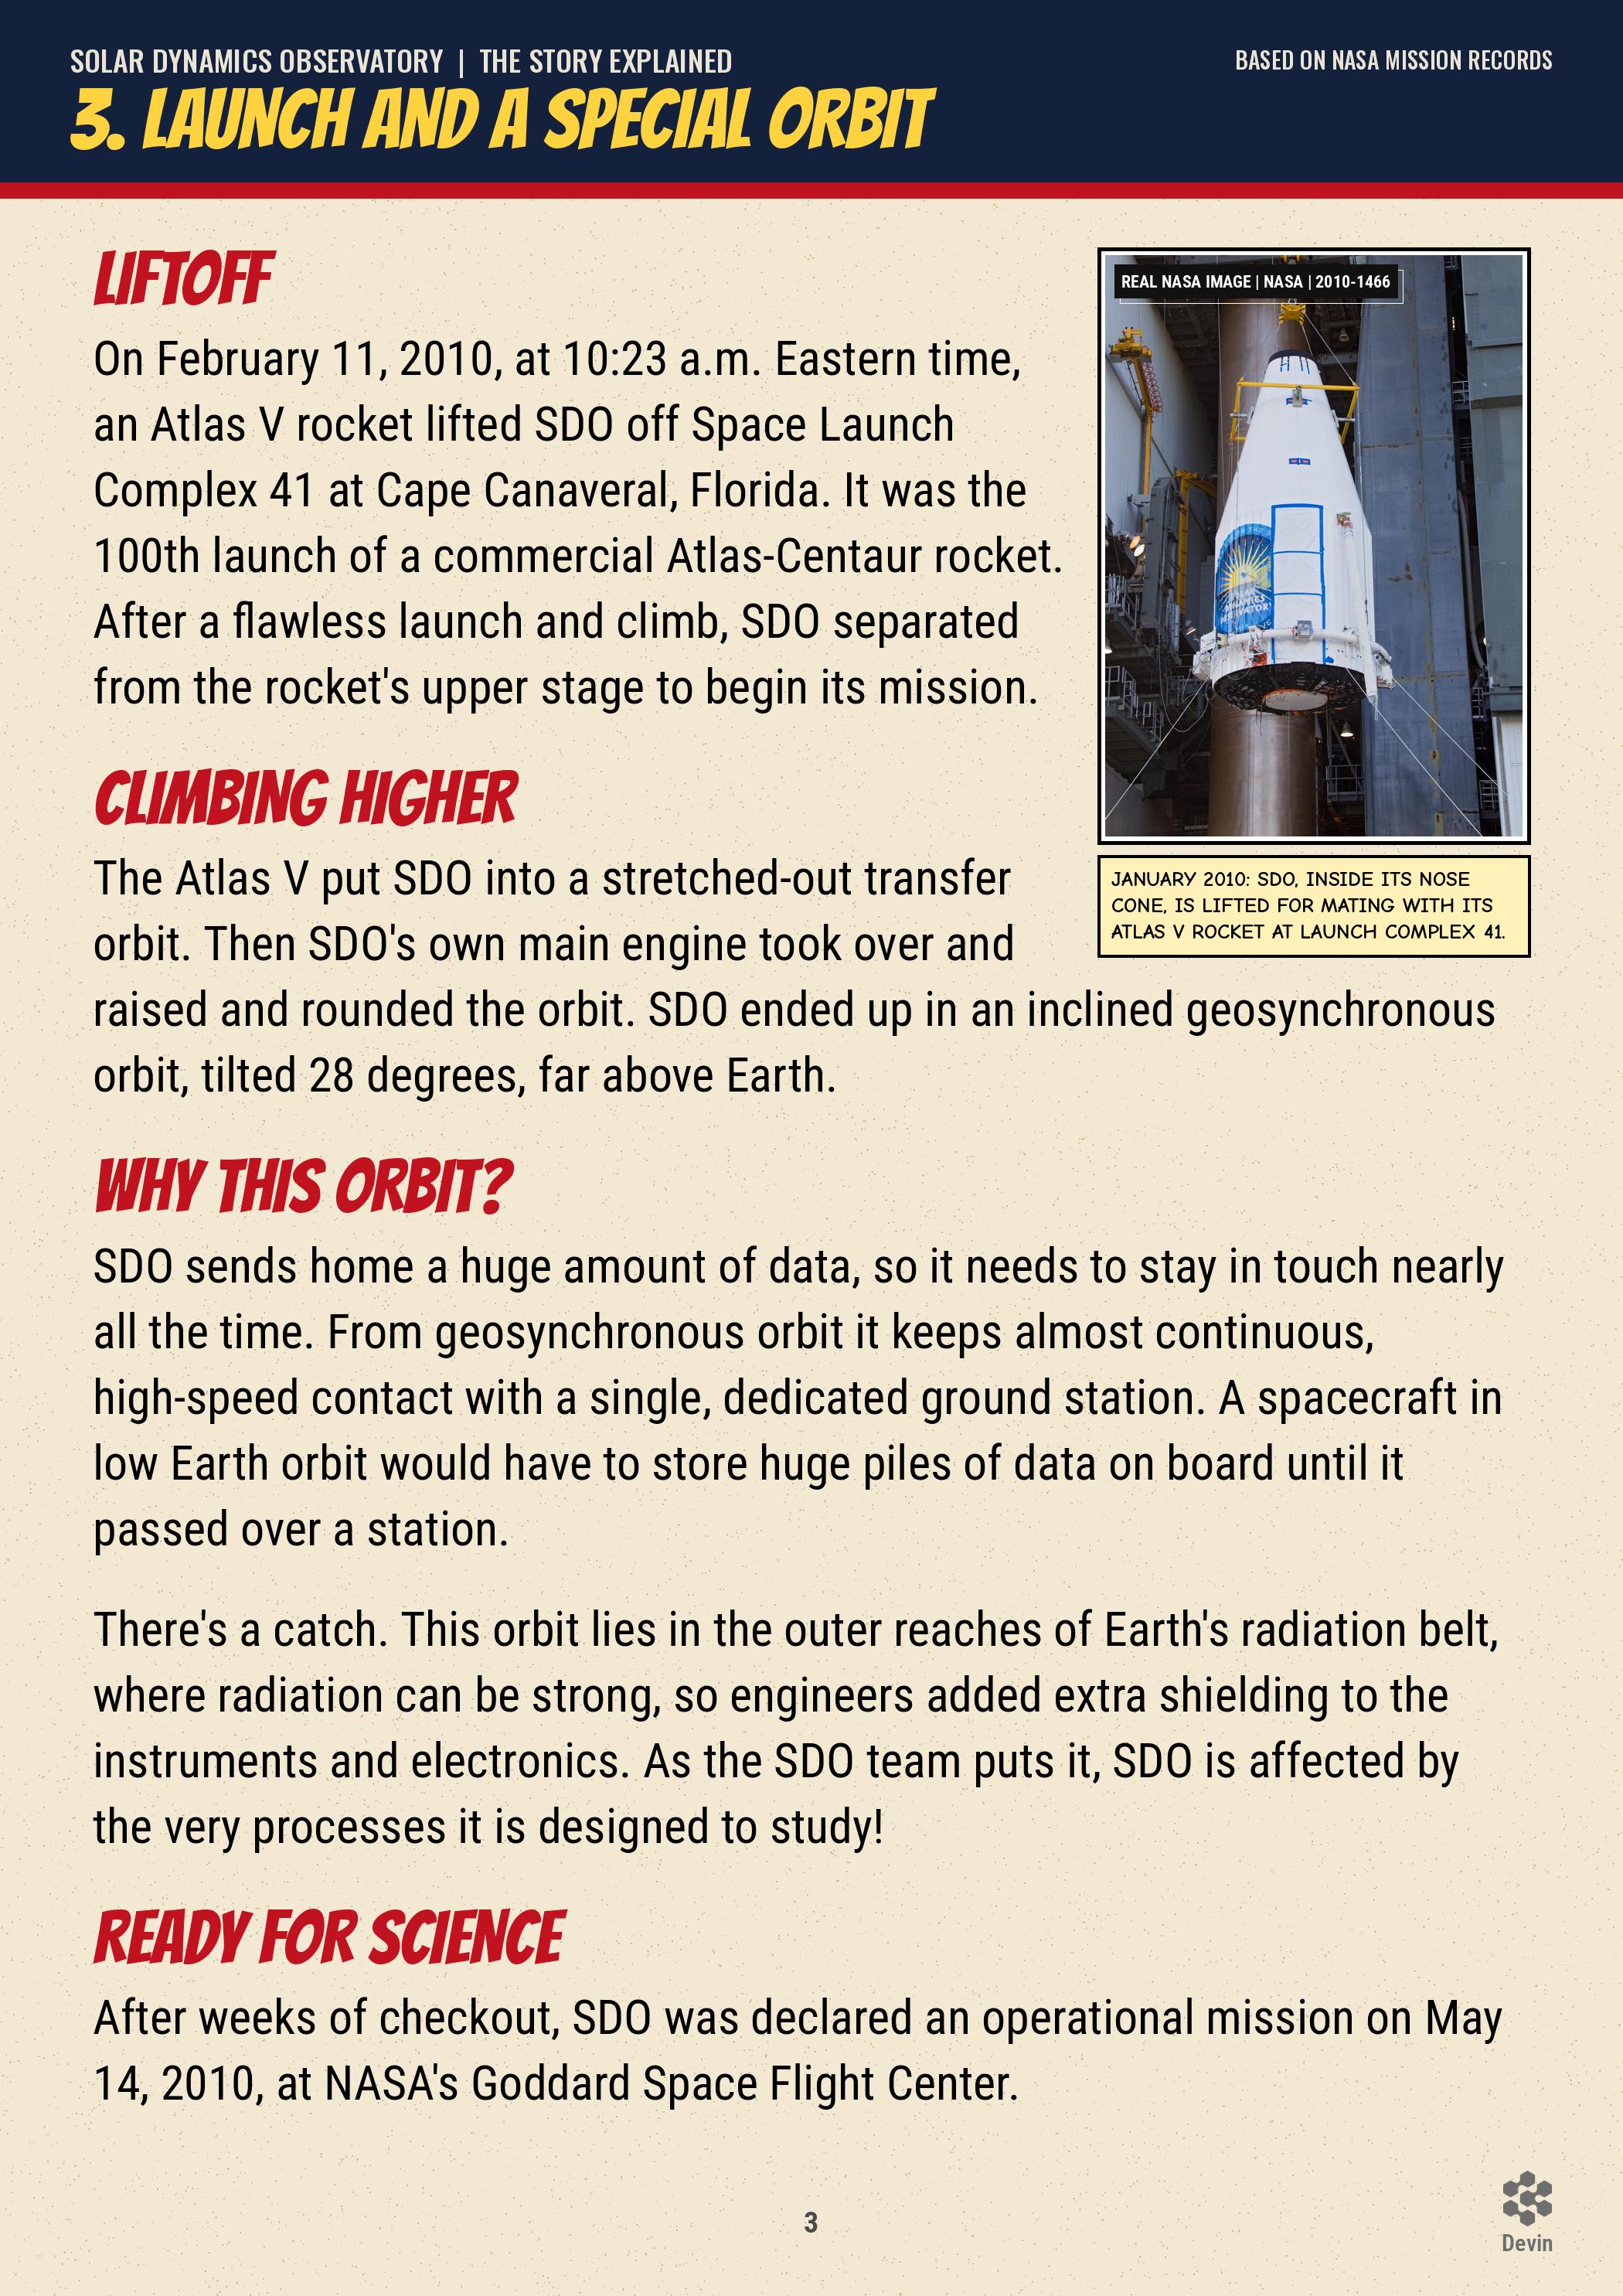 SOLAR DYNAMICS OBSERVATORY | THE STORY EXPLAINED
BASED ON NASA MISSION RECORDS
3. LAUNCH AND A SPECIAL ORBIT
LIFTOFF
On February 11, 2010, at 10:23 a.m. Eastern time,
an Atlas V rocket lifted SDO off Space Launch
Complex 41 at Cape Canaveral, Florida. It was the
100th launch of a commercial Atlas-Centaur rocket.
After a flawless launch and climb, SDO separated
from the rocket's upper stage to begin its mission.
REAL NASA IMAGE | NASA | 2010-1466
JANUARY 2010: SDO, INSIDE ITS NOSE
CONE, IS LIFTED FOR MATING WITH ITS
ATLAS V ROCKET AT LAUNCH COMPLEX 41.
CLIMBING HIGHER
The Atlas V put SDO into a stretched-out transfer
orbit. Then SDO's own main engine took over and
raised and rounded the orbit. SDO ended up in an inclined geosynchronous
orbit, tilted 28 degrees, far above Earth.
WHY THIS ORBIT?
SDO sends home a huge amount of data, so it needs to stay in touch nearly
all the time. From geosynchronous orbit it keeps almost continuous,
high-speed contact with a single, dedicated ground station. A spacecraft in
low Earth orbit would have to store huge piles of data on board until it
passed over a station.
There's a catch. This orbit lies in the outer reaches of Earth's radiation belt,
where radiation can be strong, so engineers added extra shielding to the
instruments and electronics. As the SDO team puts it, SDO is affected by
the very processes it is designed to study!
READY FOR SCIENCE
After weeks of checkout, SDO was declared an operational mission on May
14, 2010, at NASA's Goddard Space Flight Center.
3
Devin